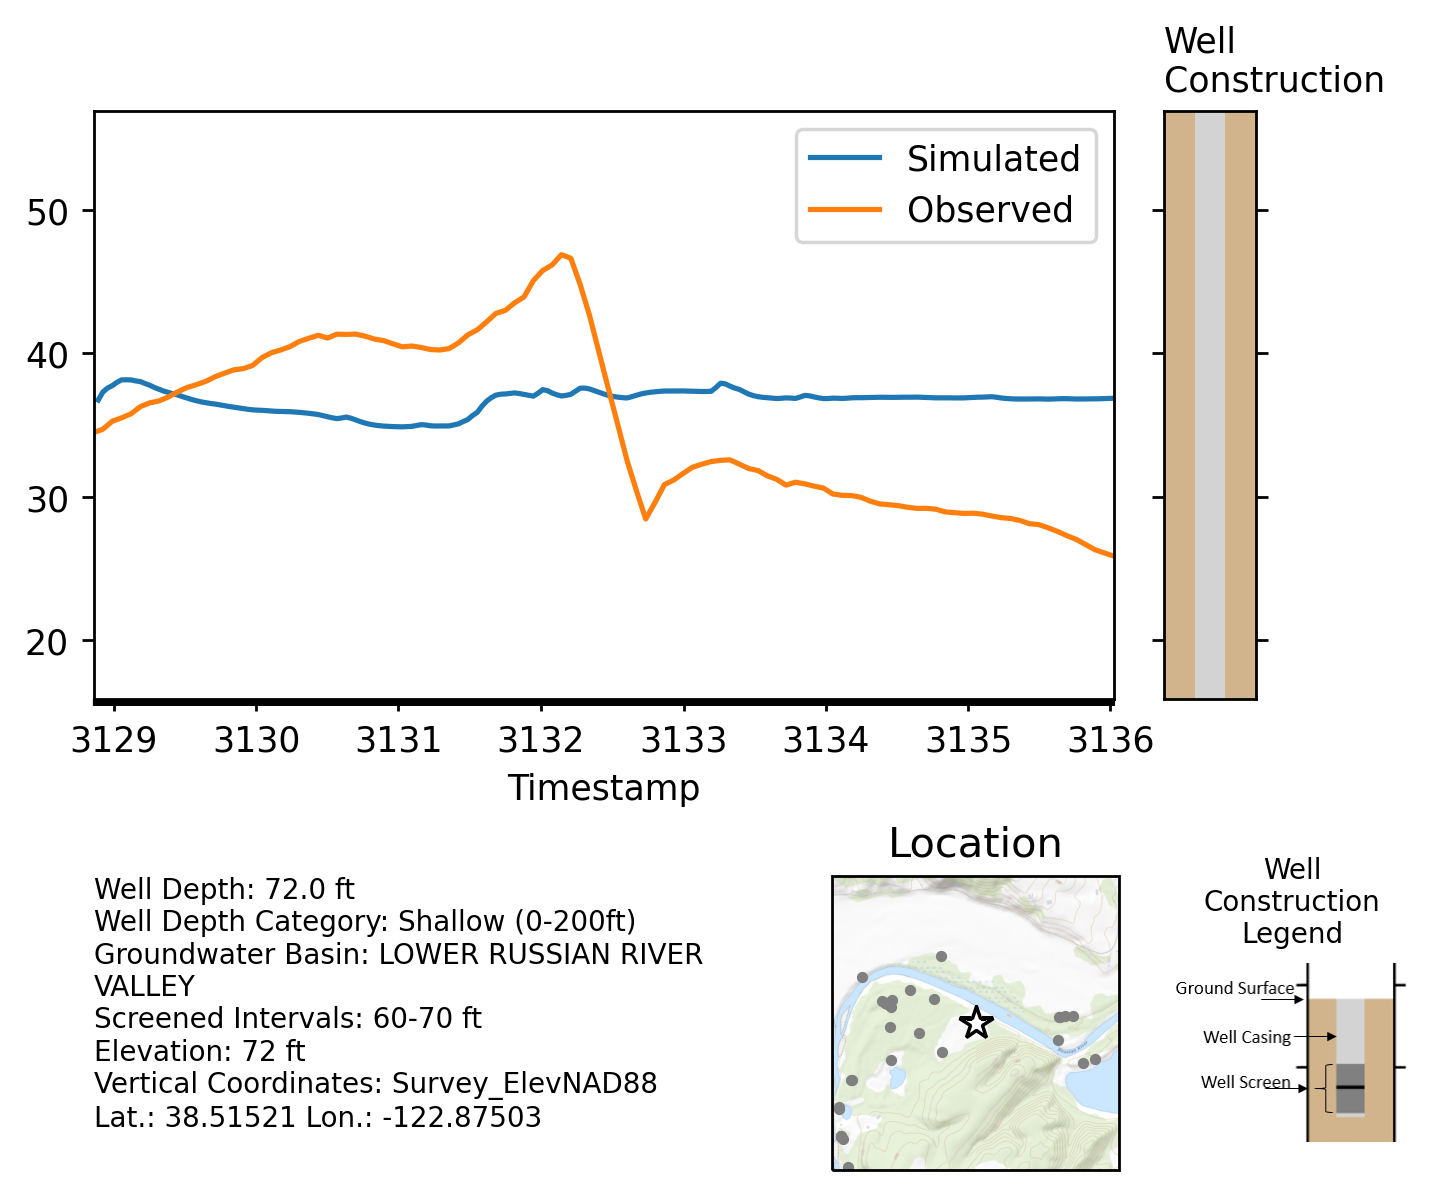 Well
Construction
Simulated
Observed
50
40
30
20
3129 3130 3131 3132 3133 3134 3135 3136
Timestamp
Well Depth: 72.0 ft
Well Depth Category: Shallow (0-200ft)
Groundwater Basin: LOWER RUSSIAN RIVER
VALLEY
Screened Intervals: 60-70 ft
Elevation: 72 ft
Vertical Coordinates: Survey_ElevNAD88
Lat.: 38.51521 Lon.: -122.87503
Location
Russian River
Well
Construction
Legend
Ground Surface
Well Casing
Well Screen